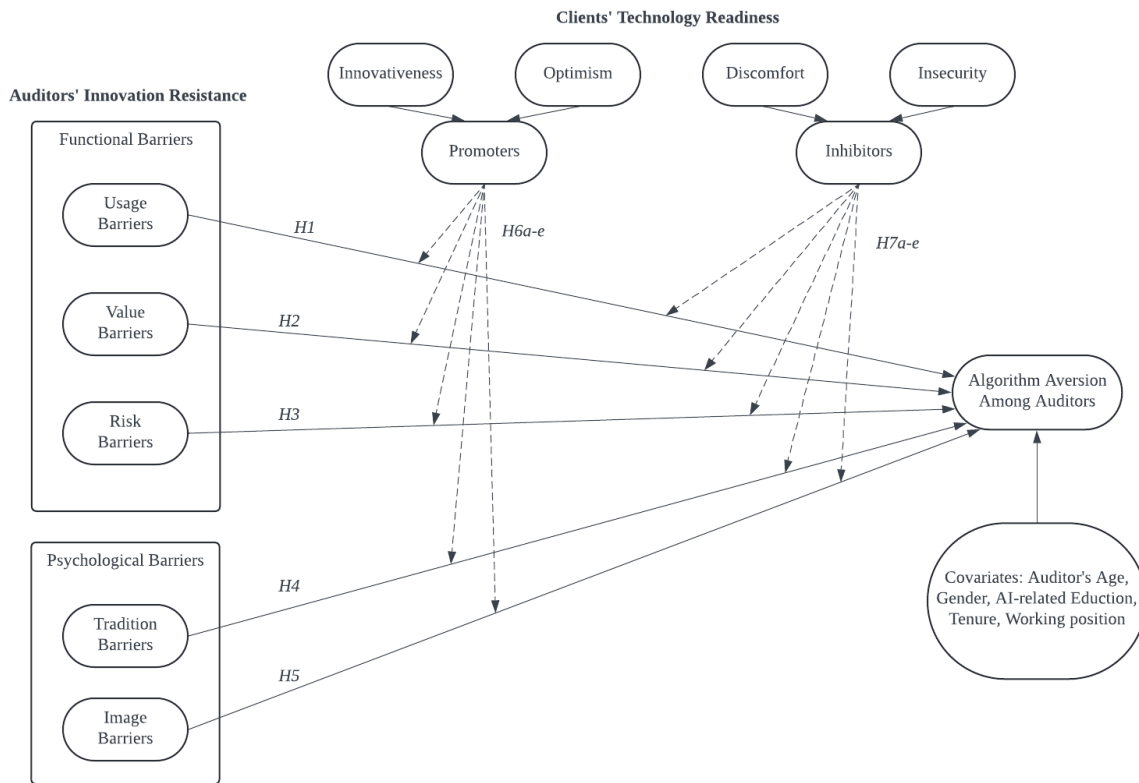 Clients' Technology Readiness
Innovativeness
Optimism
Discomfort
Insecurity
Auditors' Innovation Resistance
Functional Barriers
Promoters
Inhibitors
Usage
Barriers
H1
H6a-e
H7a-e
Value
Barriers
H2
Algorithm Aversion
Among Auditors
Risk
Barriers
H3
Psychological Barriers
H4
Covariates: Auditor's Age,
Gender, AI-related Eduction,
Tenure, Working position
Tradition
Barriers
H5
Image
Barriers